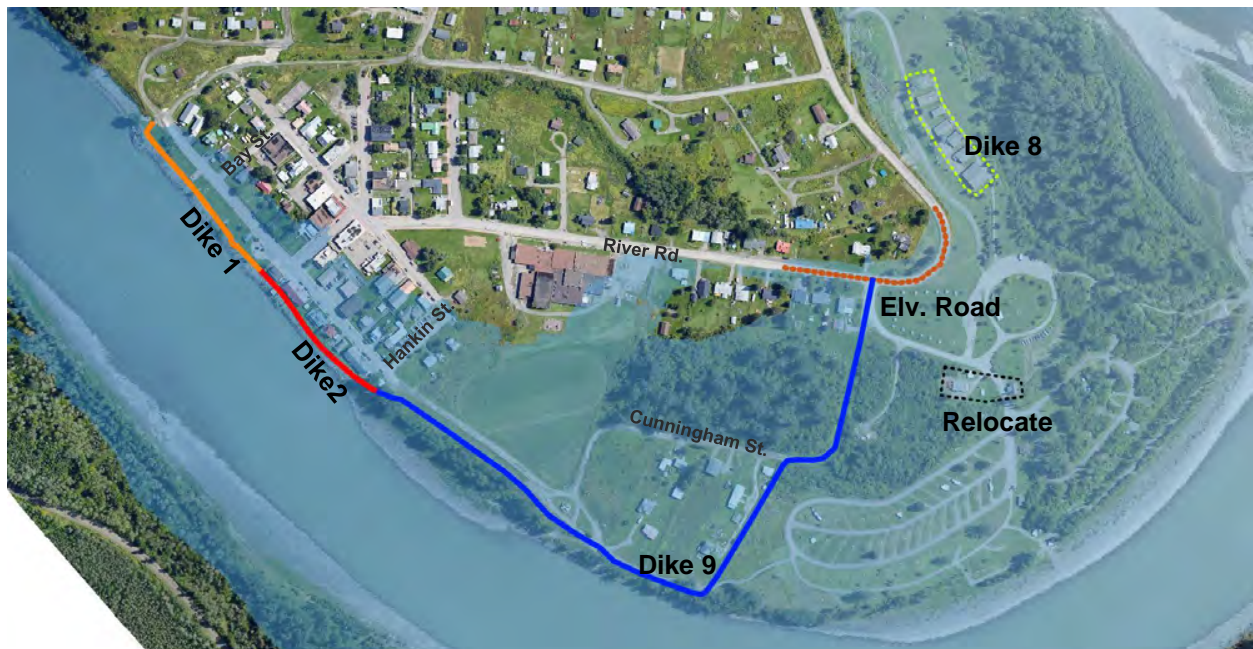 Bay St.
Dike 8
Dike 1
River Rd.
Elv. Road
Hankin St.
Dike2
Relocate
Cunningham St.
Dike 9